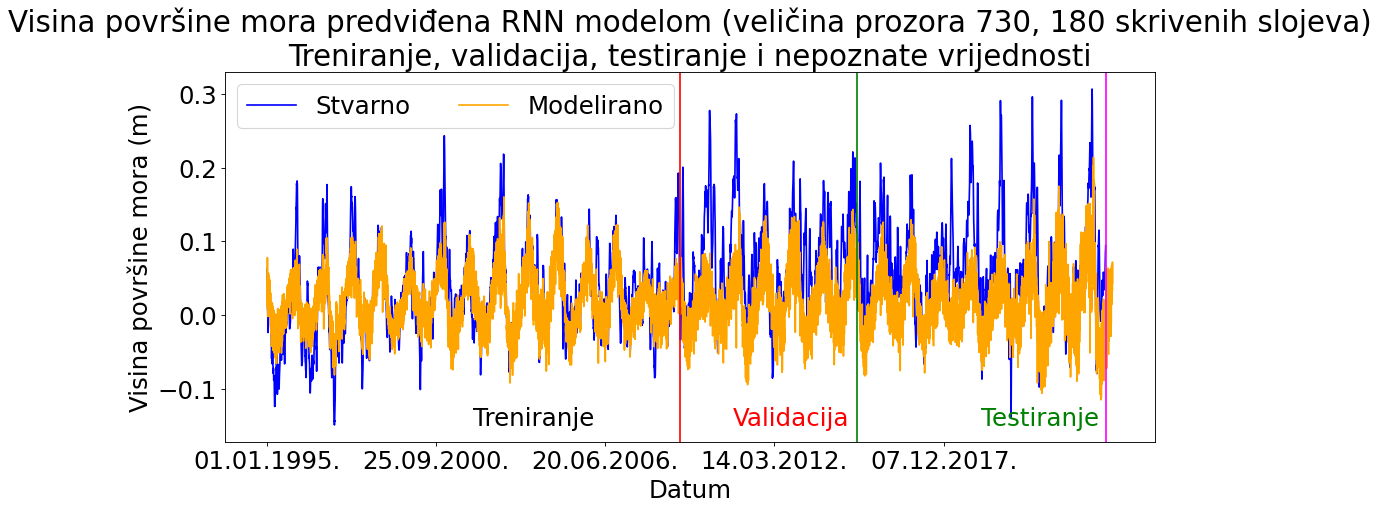 Visina površine mora predviđena RNN modelom (veličina prozora 730, 180 skrivenih slojeva)
Treniranje, validacija, testiranje i nepoznate vrijednosti
Stvarno Modelirano
Visina površine mora (m)
0.3
0.2
0.1
0.0
−0.1
Treniranje Validacija Testiranje
01.01.1995. 25.09.2000. 20.06.2006. 14.03.2012. 07.12.2017.
Datum